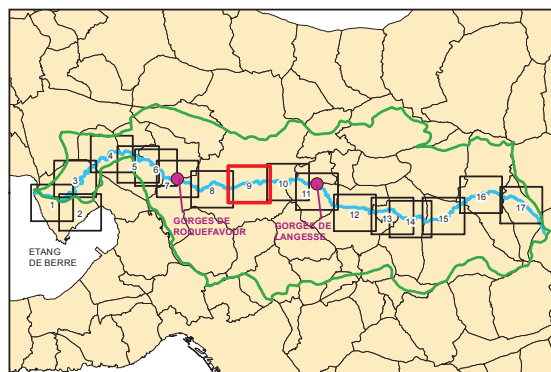 1
2
3
4
5
6
7
8
9
10
11
12
13
14
15
16
17
GORGES DE
ROQUEFAVOUR
GORGES DE
LANGESSE
ETANG
DE BERRE